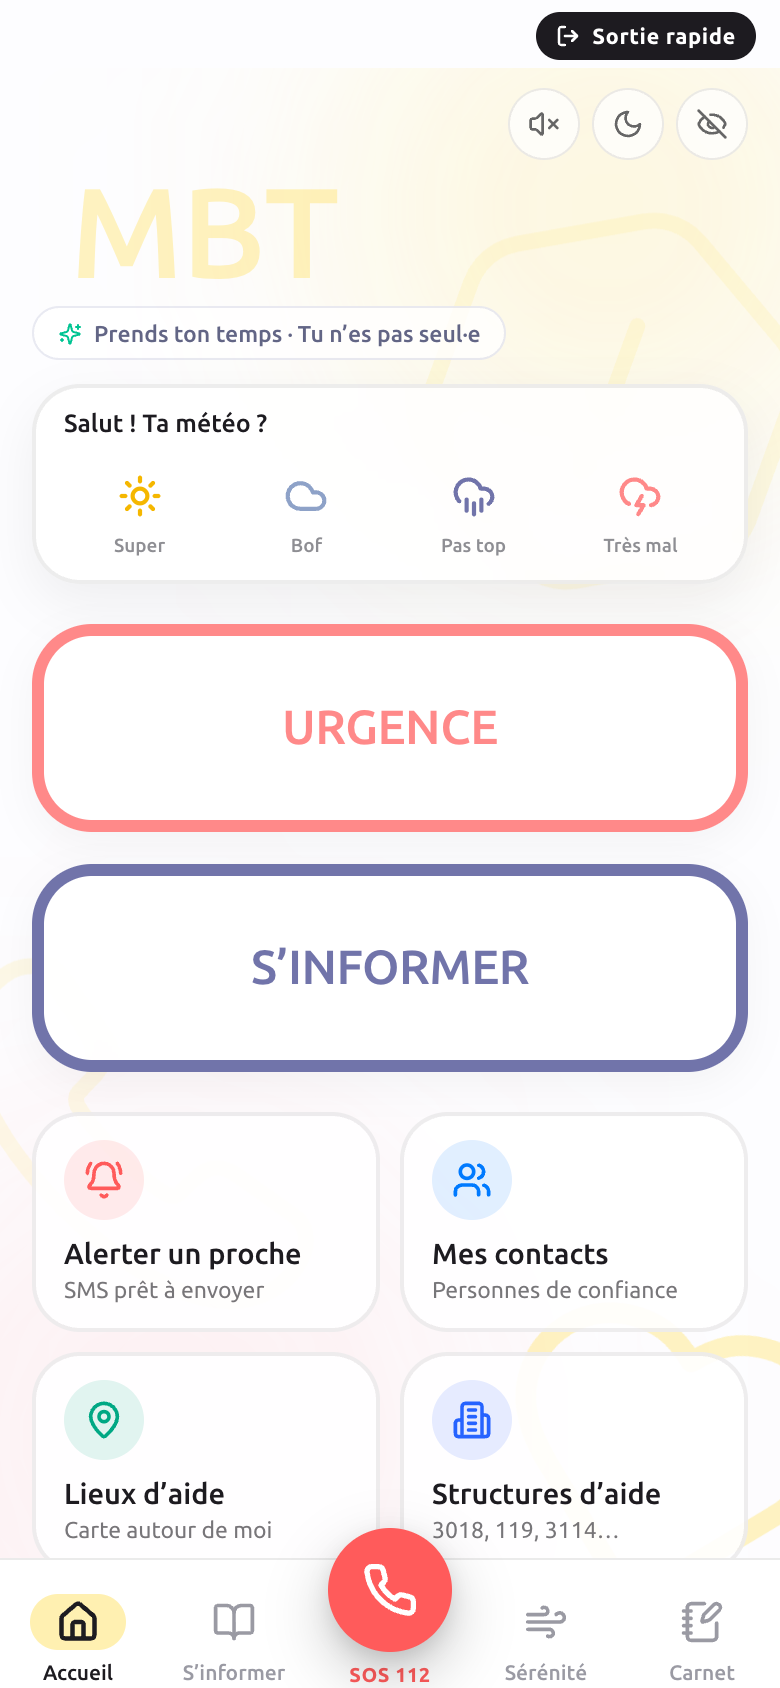 Sortie rapide
MBT
Prends ton temps · Tu n’es pas seul·e
Salut ! Ta météo ?
Super
Bof
Pas top
Très mal
URGENCE
S’INFORMER
Alerter un proche
SMS prêt à envoyer
Mes contacts
Personnes de confiance
Lieux d’aide
Carte autour de moi
Structures d’aide
3018, 119, 3114…
Accueil
S’informer
SOS 112
Sérénité
Carnet